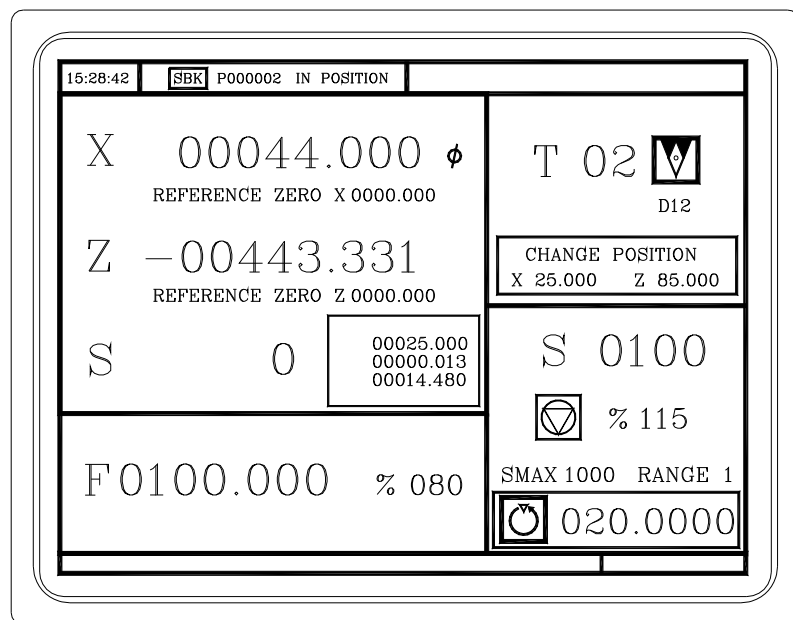 15:28:42 SBK P000002 IN POSITION
X 00044.000 ϕ
REFERENCE ZERO X 0000.000
Z -00443.331
REFERENCE ZERO Z 0000.000
S 0
00025.000
00000.013
00014.480
F0100.000 % 080
T 02
D12
CHANGE POSITION
X 25.000 Z 85.000
S 0100
% 115
SMAX 1000 RANGE 1
020.0000